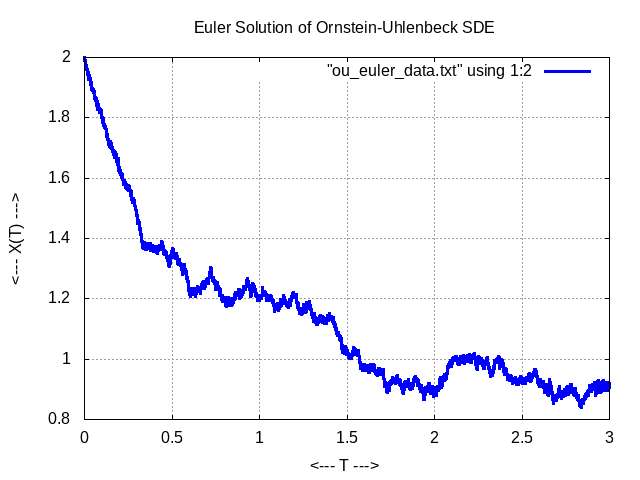 Euler Solution of Ornstein-Uhlenbeck SDE
"ou_euler_data.txt" using 1:2
<--- X(T) --->
2
1.8
1.6
1.4
1.2
1
0.8
0 0.5 1 1.5 2 2.5 3
<--- T --->